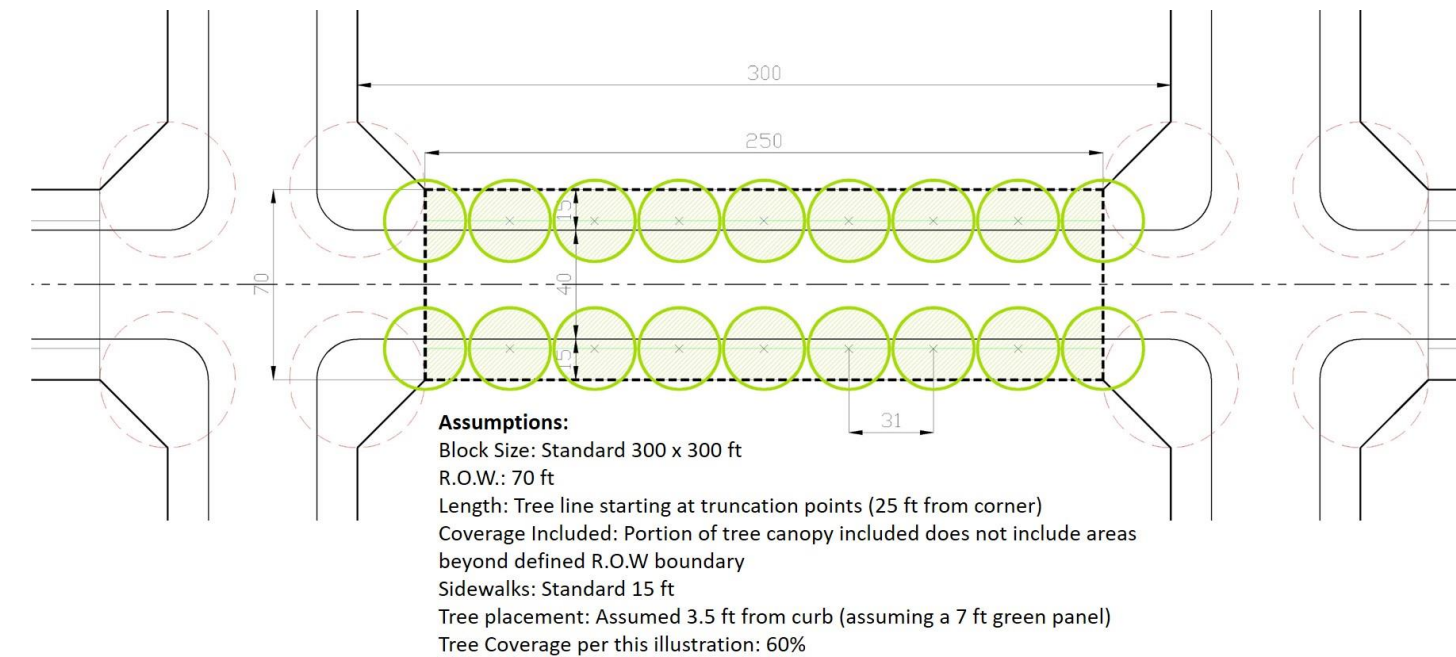 300
250
15
70
40
15
31
Assumptions:
Block Size: Standard 300 x 300 ft
R.O.W.: 70 ft
Length: Tree line starting at truncation points (25 ft from corner)
Coverage Included: Portion of tree canopy included does not include areas
beyond defined R.O.W boundary
Sidewalks: Standard 15 ft
Tree placement: Assumed 3.5 ft from curb (assuming a 7 ft green panel)
Tree Coverage per this illustration: 60%